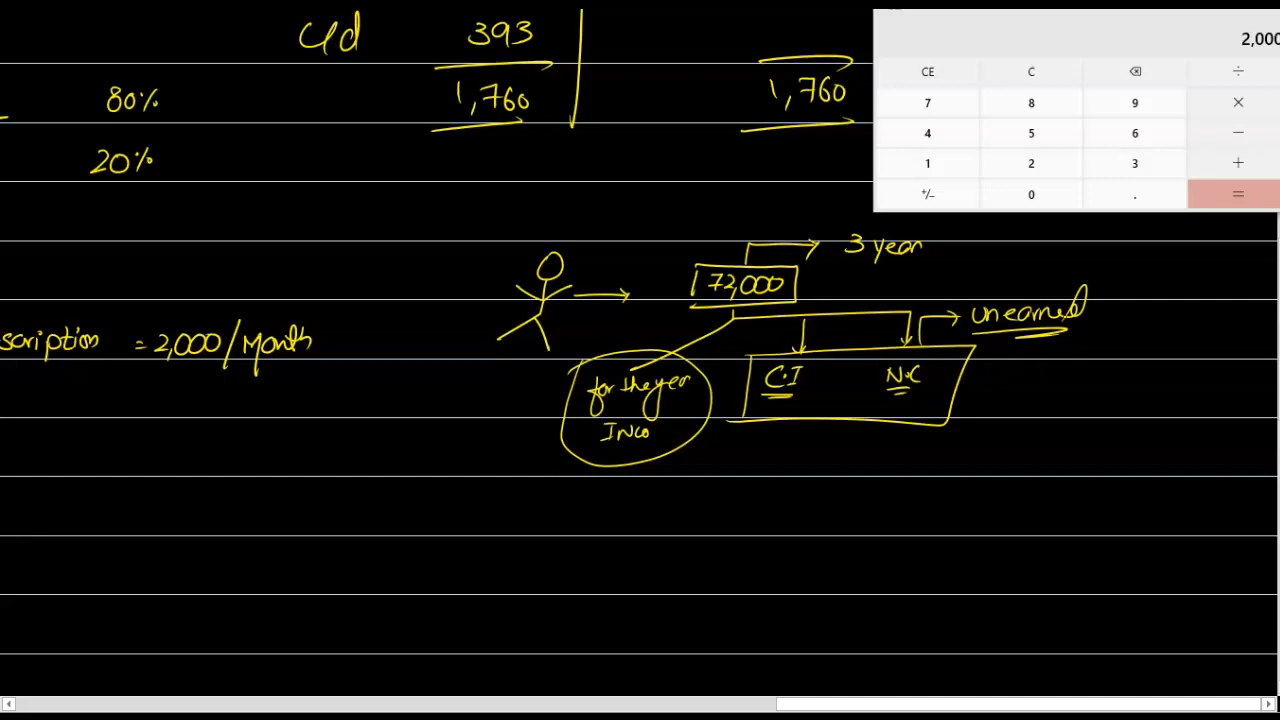 c/d 393
1,760 1,760
80%
20%
2,000
CE C ⌫ ÷
7 8 9 ×
4 5 6 −
1 2 3 +
+/− 0 . =
3 year
72,000
unearned
scription = 2,000/Month
for the year
INCO
C.I N.C